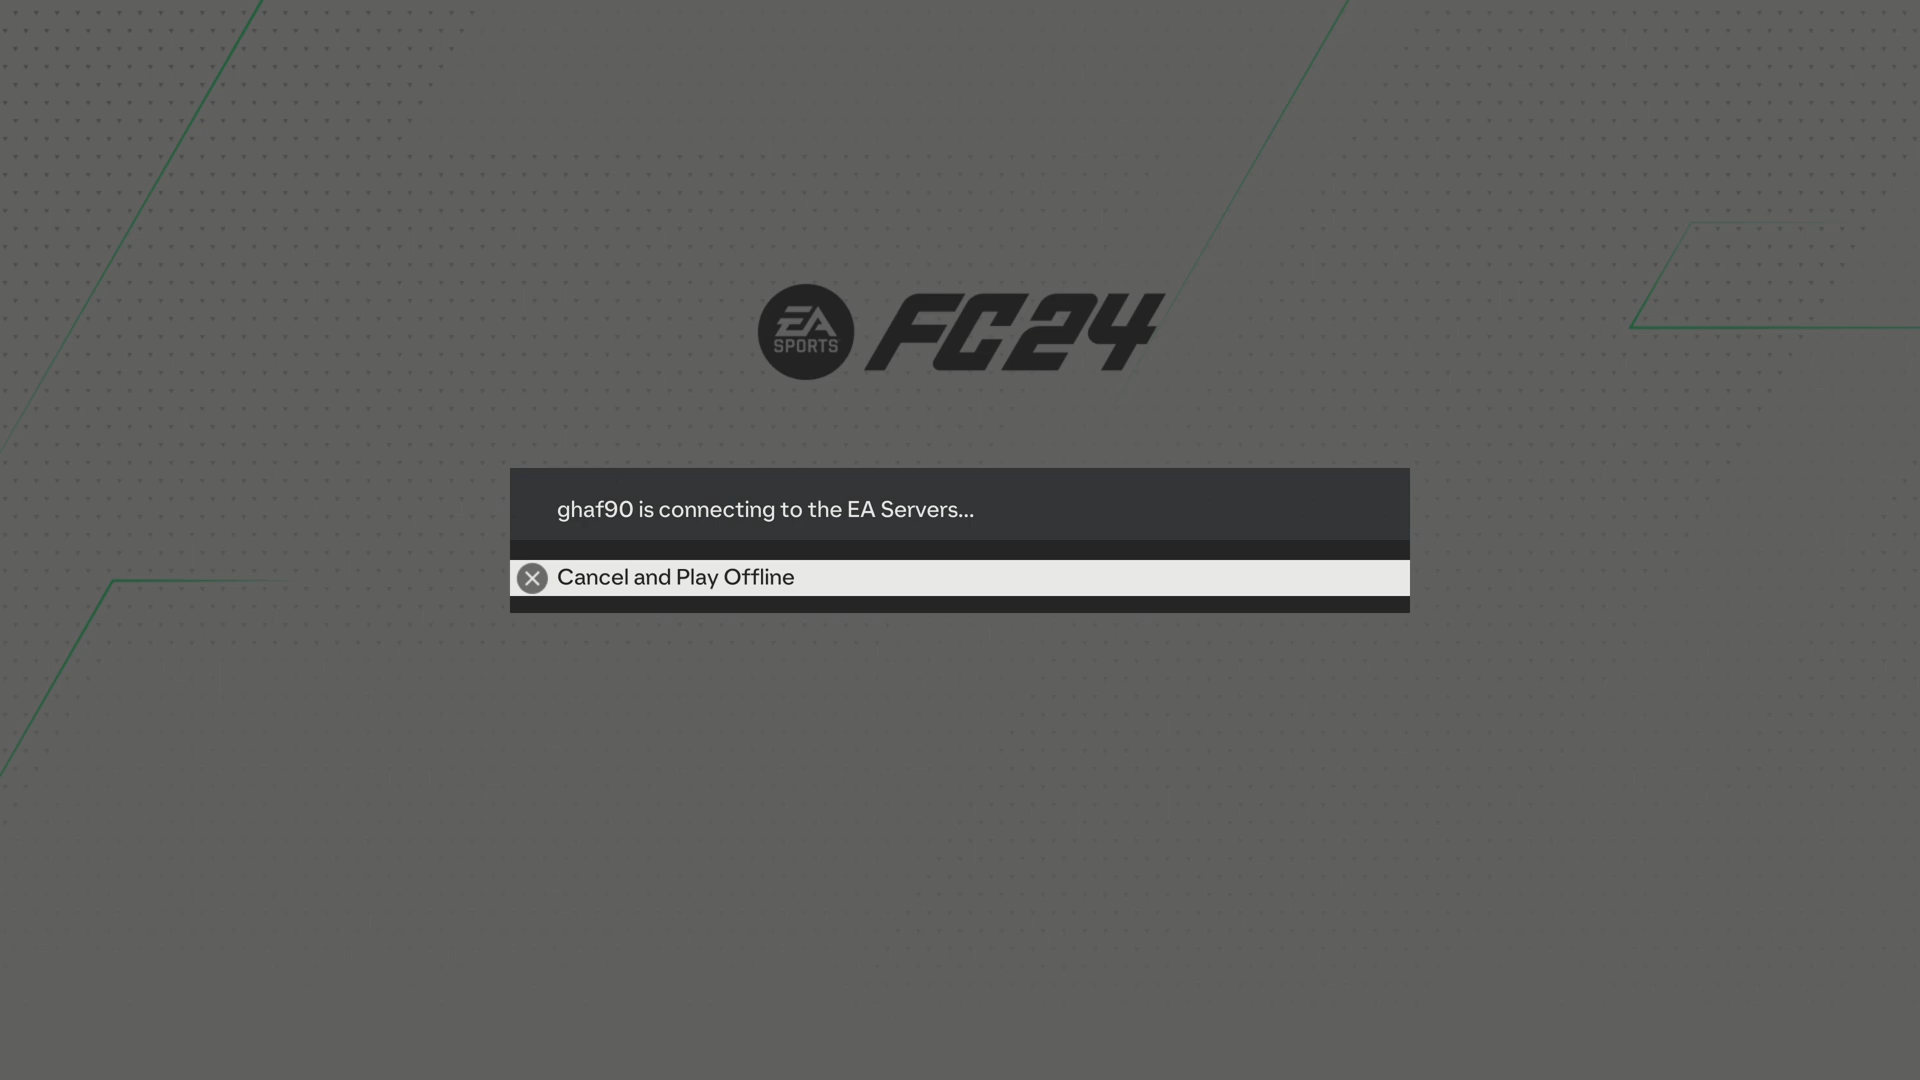 EA
SPORTS
FC24
ghaf90 is connecting to the EA Servers...
Cancel and Play Offline